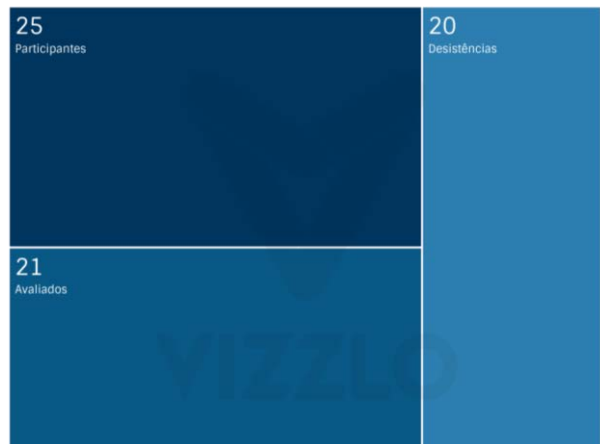 25
Participantes
20
Desistências
21
Avaliados
VIZZLO